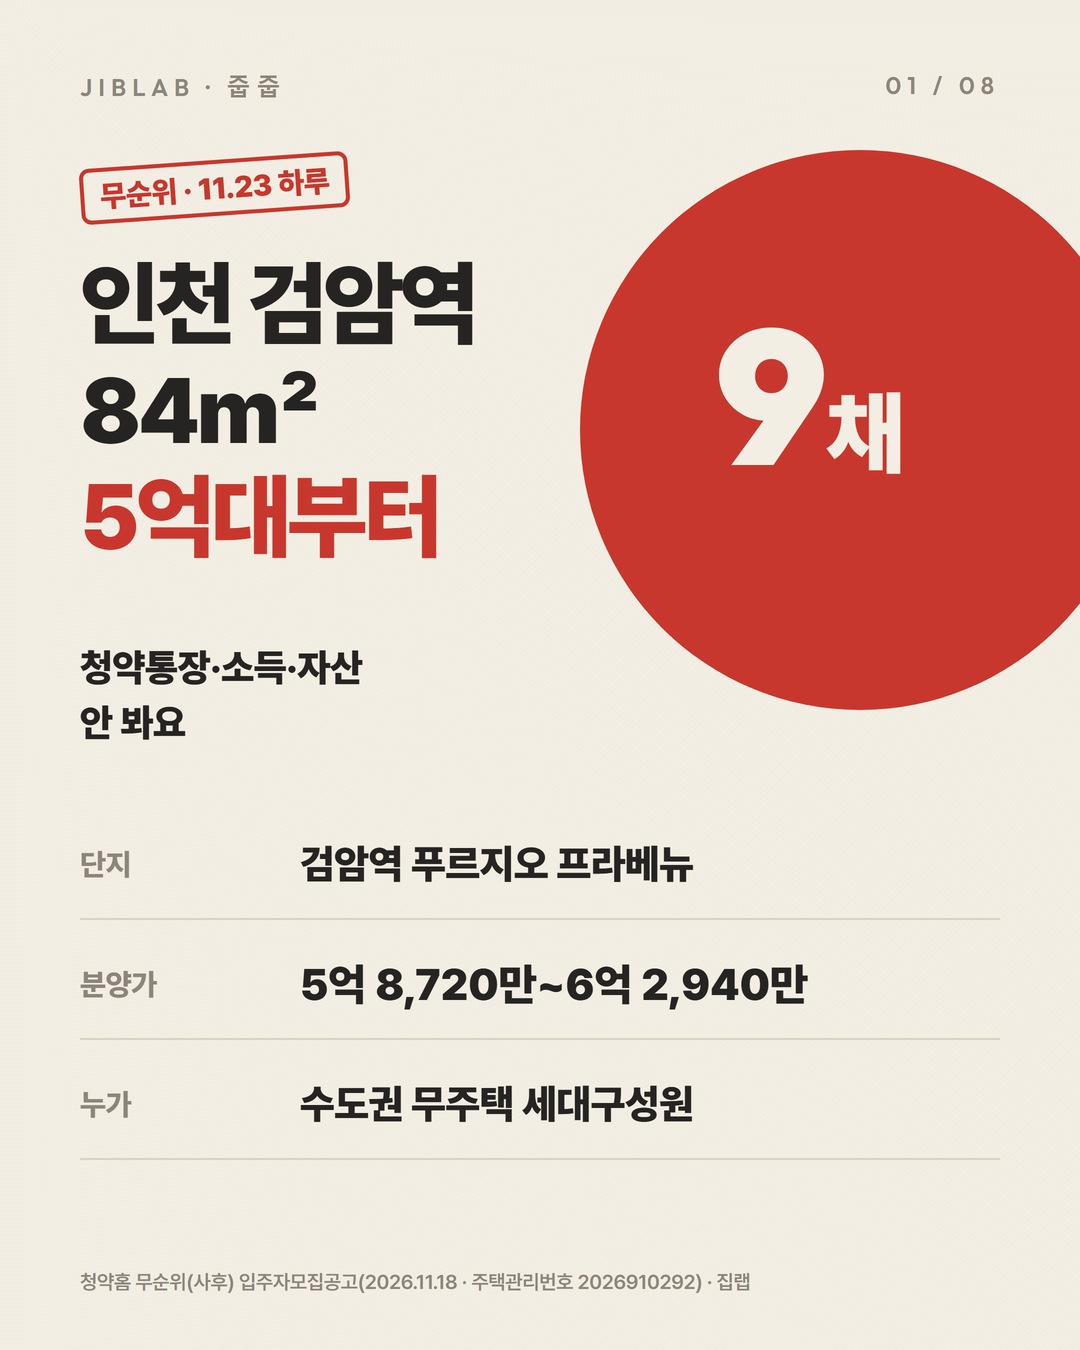 JIBLAB · 줍줍
01 / 08
무순위 · 11.23 하루
인천 검암역
84m²
5억대부터
9채
청약통장·소득·자산
안 봐요
단지
검암역 푸르지오 프라베뉴
분양가
5억 8,720만~6억 2,940만
누가
수도권 무주택 세대구성원
청약홈 무순위(사후) 입주자모집공고(2026.11.18 · 주택관리번호 2026910292) · 집랩